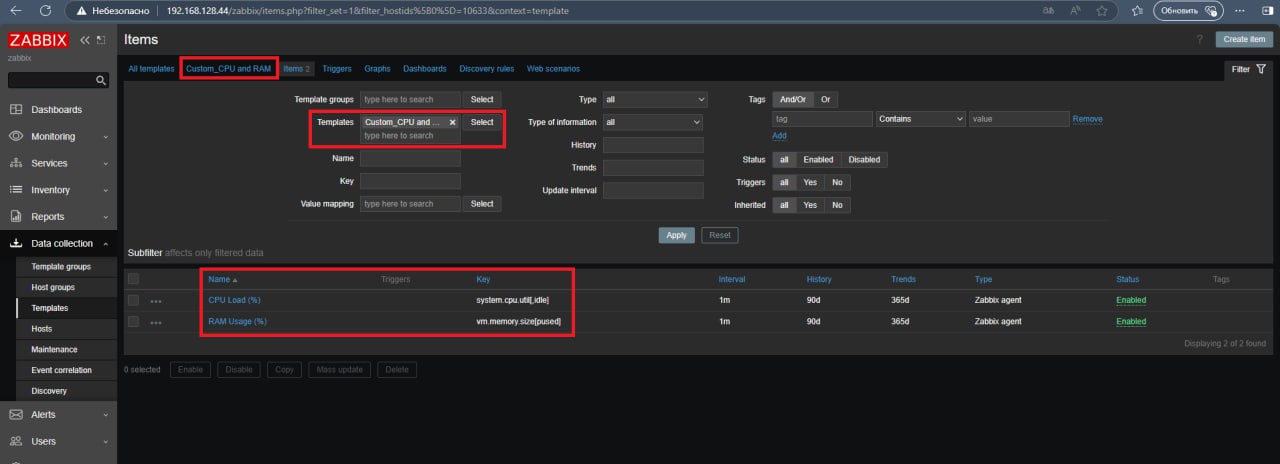 Небезопасно 192.168.128.44/zabbix/items.php?filter_set=1&filter_hostids%5B0%5D=10633&context=template Обновить
ZABBIX Items ? Create item
zabbix
All templates Custom_CPU and RAM Items 2 Triggers Graphs Dashboards Discovery rules Web scenarios Filter
Template groups type here to search Select Type all Tags And/Or Or
Templates Custom_CPU and ... Select Type of information all tag Contains value Remove
type here to search Add
Name History Status all Enabled Disabled
Key Trends Triggers all Yes No
Value mapping type here to search Select Update interval Inherited all Yes No
Apply Reset
Subfilter affects only filtered data
Name Triggers Key Interval History Trends Type Status Tags
CPU Load (%) system.cpu.util[,idle] 1m 90d 365d Zabbix agent Enabled
RAM Usage (%) vm.memory.size[pused] 1m 90d 365d Zabbix agent Enabled
Displaying 2 of 2 found
0 selected Enable Disable Copy Mass update Delete
Dashboards
Monitoring
Services
Inventory
Reports
Data collection
Template groups
Host groups
Templates
Hosts
Maintenance
Event correlation
Discovery
Alerts
Users